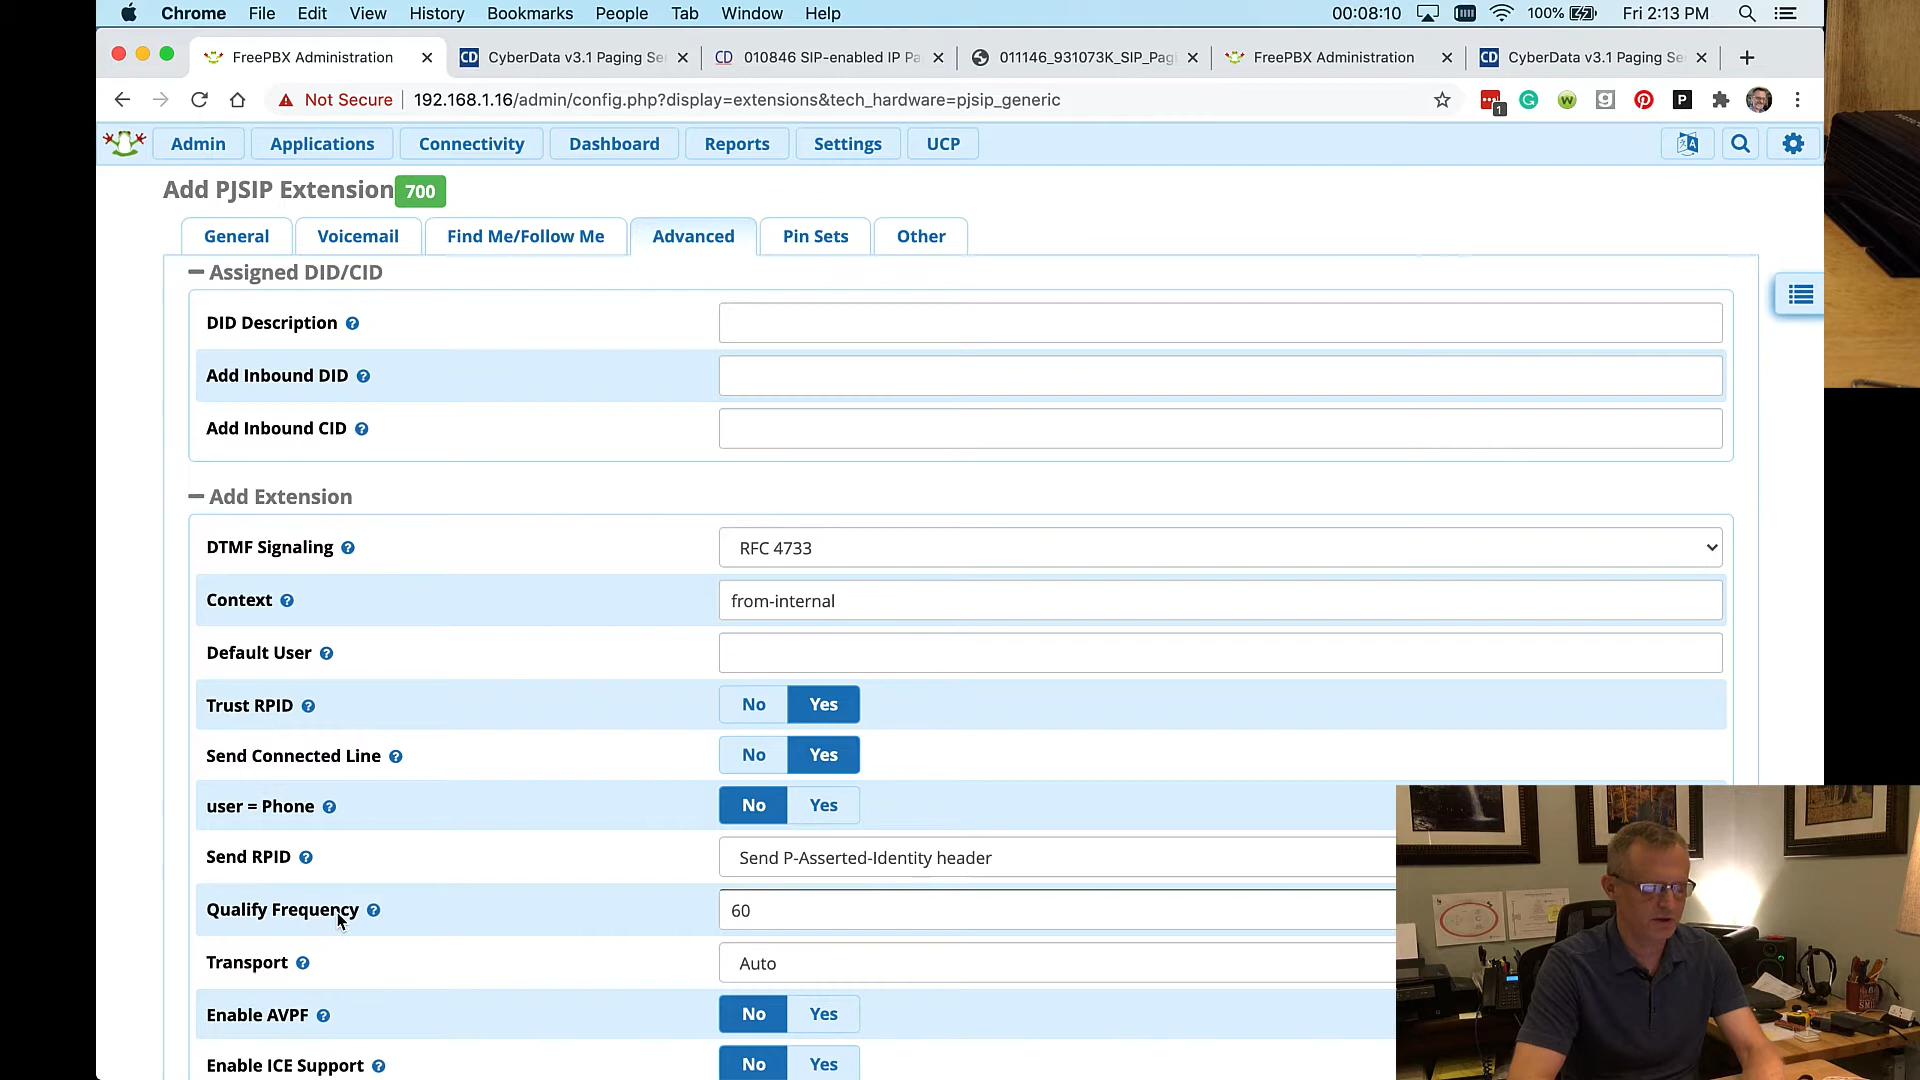 Chrome File Edit View History Bookmarks People Tab Window Help 00:08:10 100% Fri 2:13 PM
FreePBX Administration CyberData v3.1 Paging Se 010846 SIP-enabled IP Pa 011146_931073K_SIP_Pagi FreePBX Administration CyberData v3.1 Paging Se
Not Secure 192.168.1.16/admin/config.php?display=extensions&tech_hardware=pjsip_generic 1
Admin Applications Connectivity Dashboard Reports Settings UCP
Add PJSIP Extension 700
General Voicemail Find Me/Follow Me Advanced Pin Sets Other
Assigned DID/CID
DID Description
Add Inbound DID
Add Inbound CID
Add Extension
DTMF Signaling RFC 4733
Context from-internal
Default User
Trust RPID No Yes
Send Connected Line No Yes
user = Phone No Yes
Send RPID Send P-Asserted-Identity header
Qualify Frequency 60
Transport Auto
Enable AVPF No Yes
Enable ICE Support No Yes